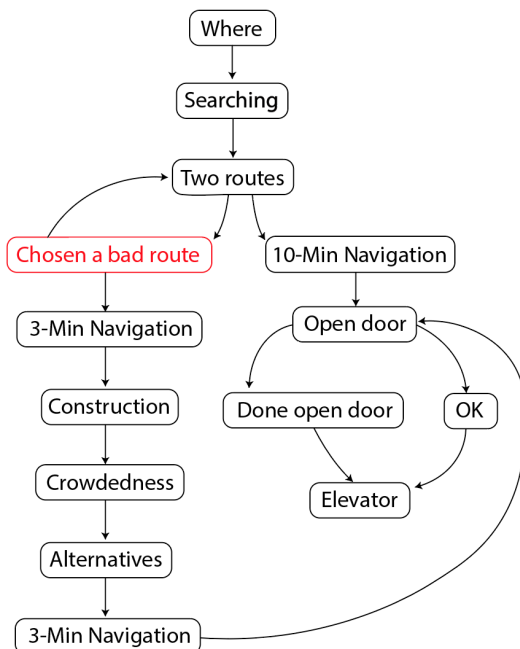 Where
Searching
Two routes
Chosen a bad route
10-Min Navigation
3-Min Navigation
Open door
Construction
Done open door
OK
Crowdedness
Elevator
Alternatives
3-Min Navigation